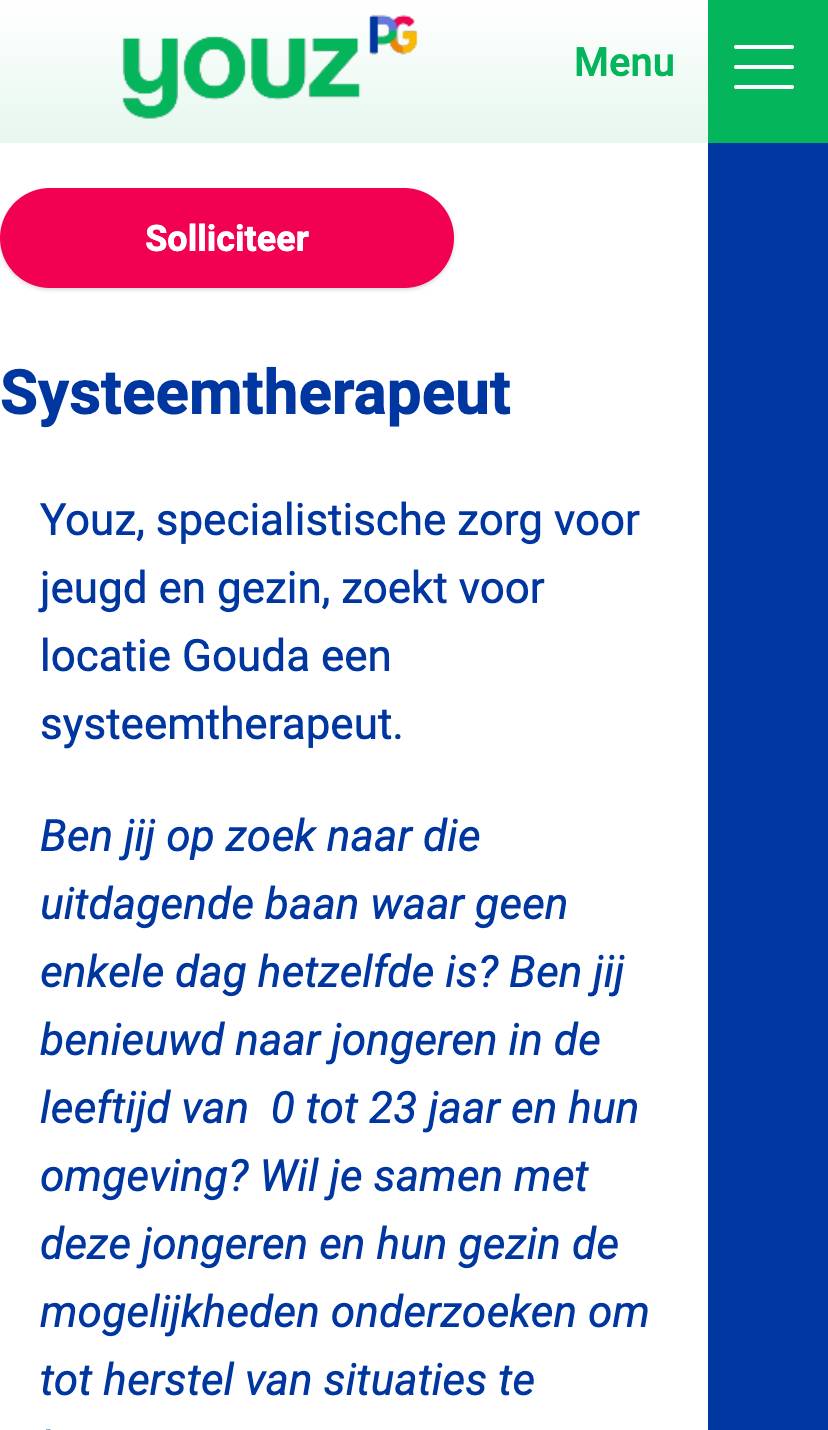 youz PG
Menu
Solliciteer
Systeemtherapeut
Youz, specialistische zorg voor
jeugd en gezin, zoekt voor
locatie Gouda een
systeemtherapeut.
Ben jij op zoek naar die
uitdagende baan waar geen
enkele dag hetzelfde is? Ben jij
benieuwd naar jongeren in de
leeftijd van  0 tot 23 jaar en hun
omgeving? Wil je samen met
deze jongeren en hun gezin de
mogelijkheden onderzoeken om
tot herstel van situaties te